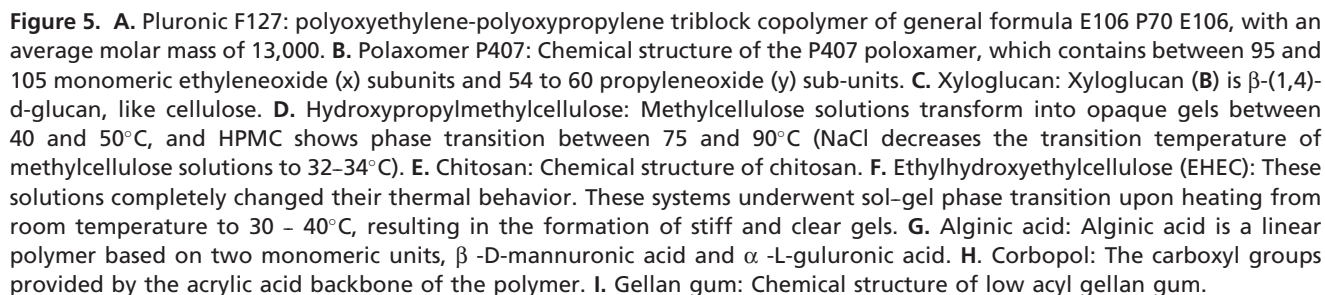 Figure 5. A. Pluronic F127: polyoxyethylene-polyoxypropylene triblock copolymer of general formula E106 P70 E106, with an
average molar mass of 13,000. B. Polaxomer P407: Chemical structure of the P407 poloxamer, which contains between 95 and
105 monomeric ethyleneoxide (x) subunits and 54 to 60 propyleneoxide (y) sub-units. C. Xyloglucan: Xyloglucan (B) is β-(1,4)-
d-glucan, like cellulose. D. Hydroxypropylmethylcellulose: Methylcellulose solutions transform into opaque gels between
40 and 50°C, and HPMC shows phase transition between 75 and 90°C (NaCl decreases the transition temperature of
methylcellulose solutions to 32–34°C). E. Chitosan: Chemical structure of chitosan. F. Ethylhydroxyethylcellulose (EHEC): These
solutions completely changed their thermal behavior. These systems underwent sol–gel phase transition upon heating from
room temperature to 30 – 40°C, resulting in the formation of stiff and clear gels. G. Alginic acid: Alginic acid is a linear
polymer based on two monomeric units, β -D-mannuronic acid and α -L-guluronic acid. H. Corbopol: The carboxyl groups
provided by the acrylic acid backbone of the polymer. I. Gellan gum: Chemical structure of low acyl gellan gum.